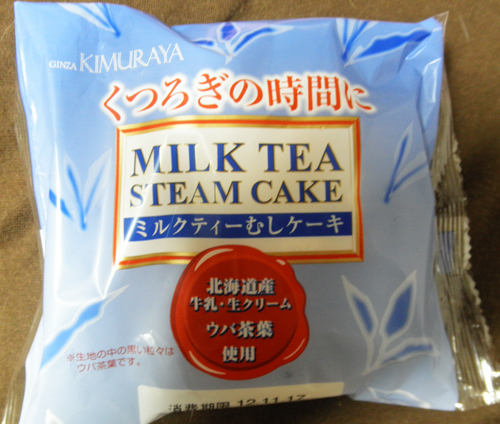 GINZA KIMURAYA
くつろぎの時間に
MILK TEA
STEAM CAKE
ミルクティーむしケーキ
北海道産
牛乳・生クリーム
ウバ茶葉
使用
※生地の中の黒い粒々は
ウバ茶葉です。
消費期限 12.11.17